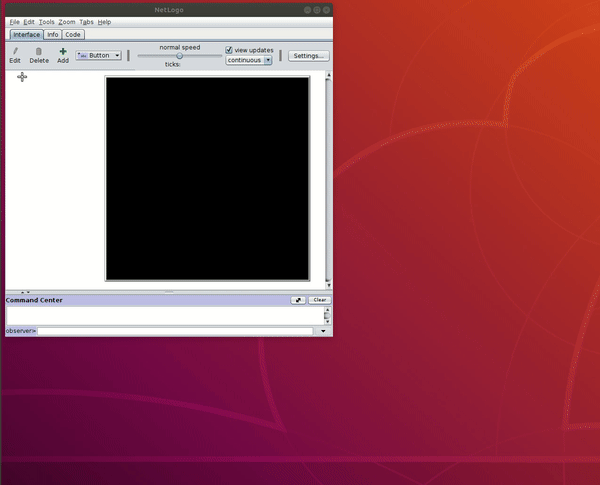 NetLogo
File Edit Tools Zoom Tabs Help
Interface Info Code
Edit Delete Add Button normal speed ticks: view updates continuous Settings...
Command Center Clear
observer>